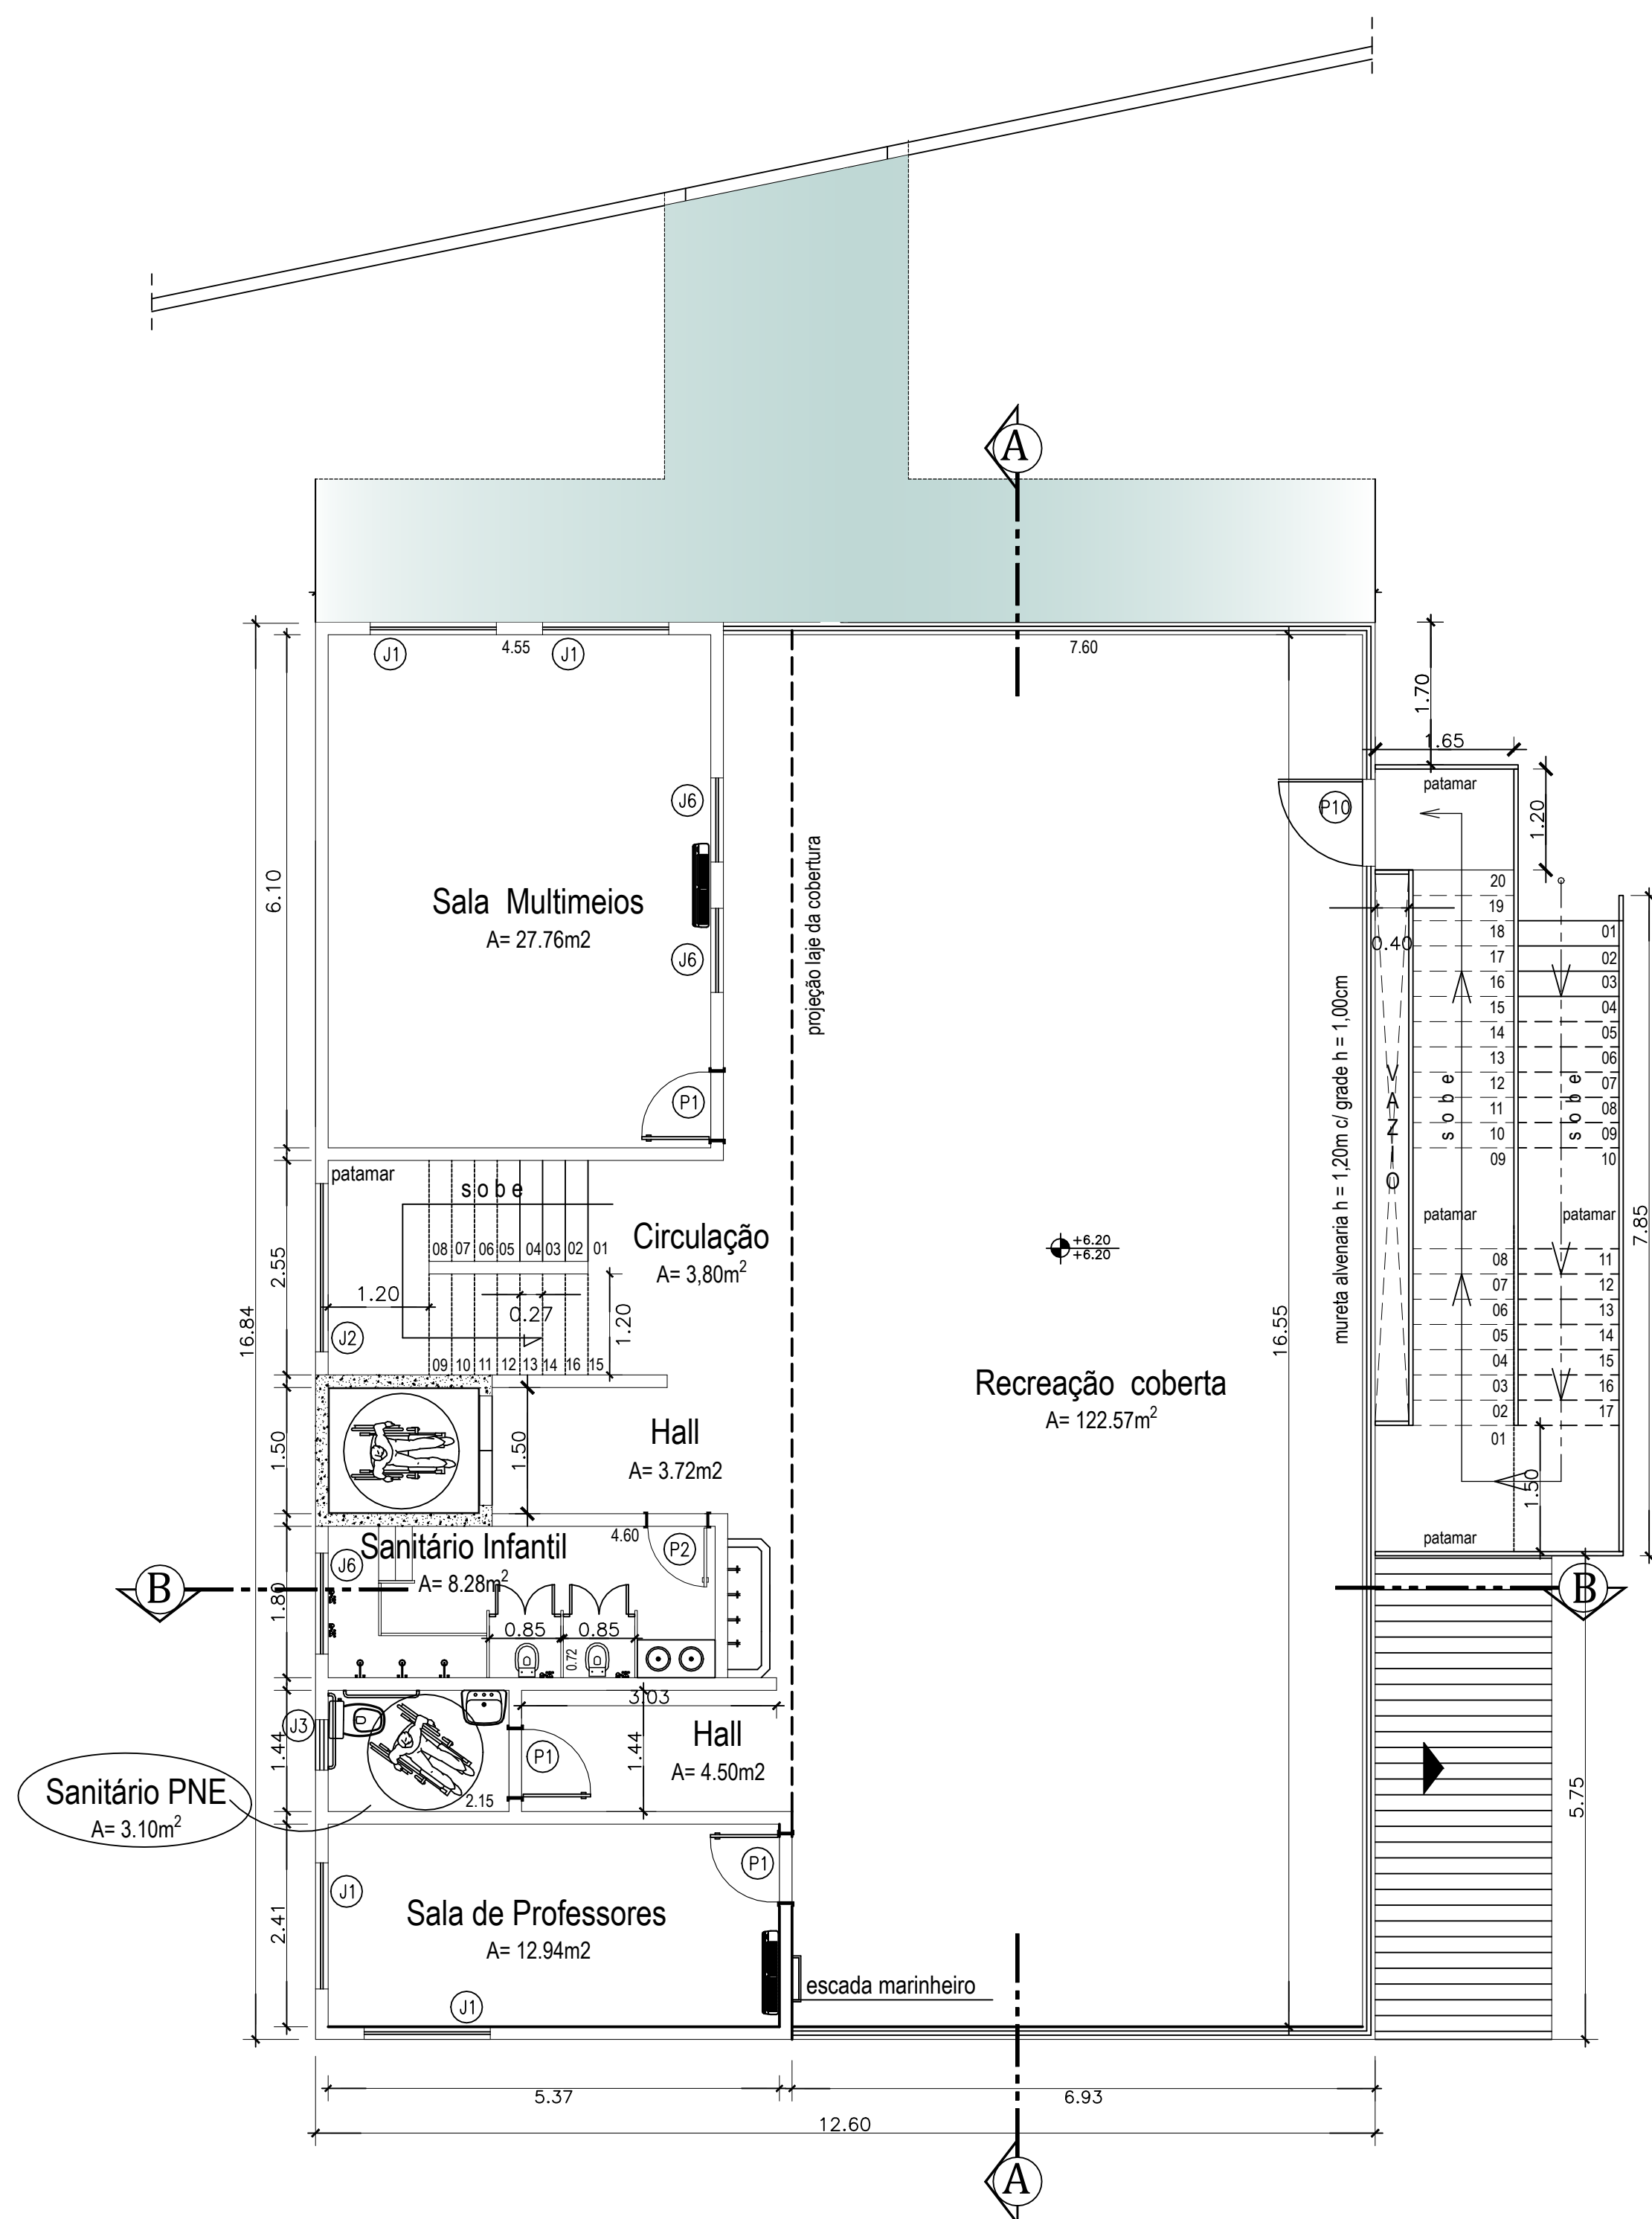 A
J1
4.55
J1
7.60
1.70
1.65
patamar
1.20
P10
J6
Sala Multimeios
A= 27.76m2
J6
6.10
projeção laje da cobertura
0.40
VAZIO
mureta alvenaria h = 1,20m c/ grade h = 1,00cm
20
19
18
17
16
15
14
13
12
11
10
09
sobe
patamar
08
07
06
05
04
03
02
01
01
02
03
04
05
06
07
08
09
10
sobe
patamar
11
12
13
14
15
16
17
7.85
1.50
patamar
P1
patamar
sobe
08 07 06 05 04 03 02 01
Circulação
A= 3,80m2
+6.20
+6.20
2.55
1.20
0.27
1.20
J2
09 10 11 12 13 14 16 15
16.84
16.55
Recreação coberta
A= 122.57m2
1.50
1.50
Hall
A= 3.72m2
Sanitário Infantil
A= 8.28m2
4.60
P2
J6
B
B
1.80
0.85
0.85
0.72
3.03
J3
1.44
Hall
A= 4.50m2
1.44
P1
2.15
Sanitário PNE
A= 3.10m2
5.75
P1
J1
Sala de Professores
A= 12.94m2
2.41
escada marinheiro
J1
5.37
6.93
12.60
A